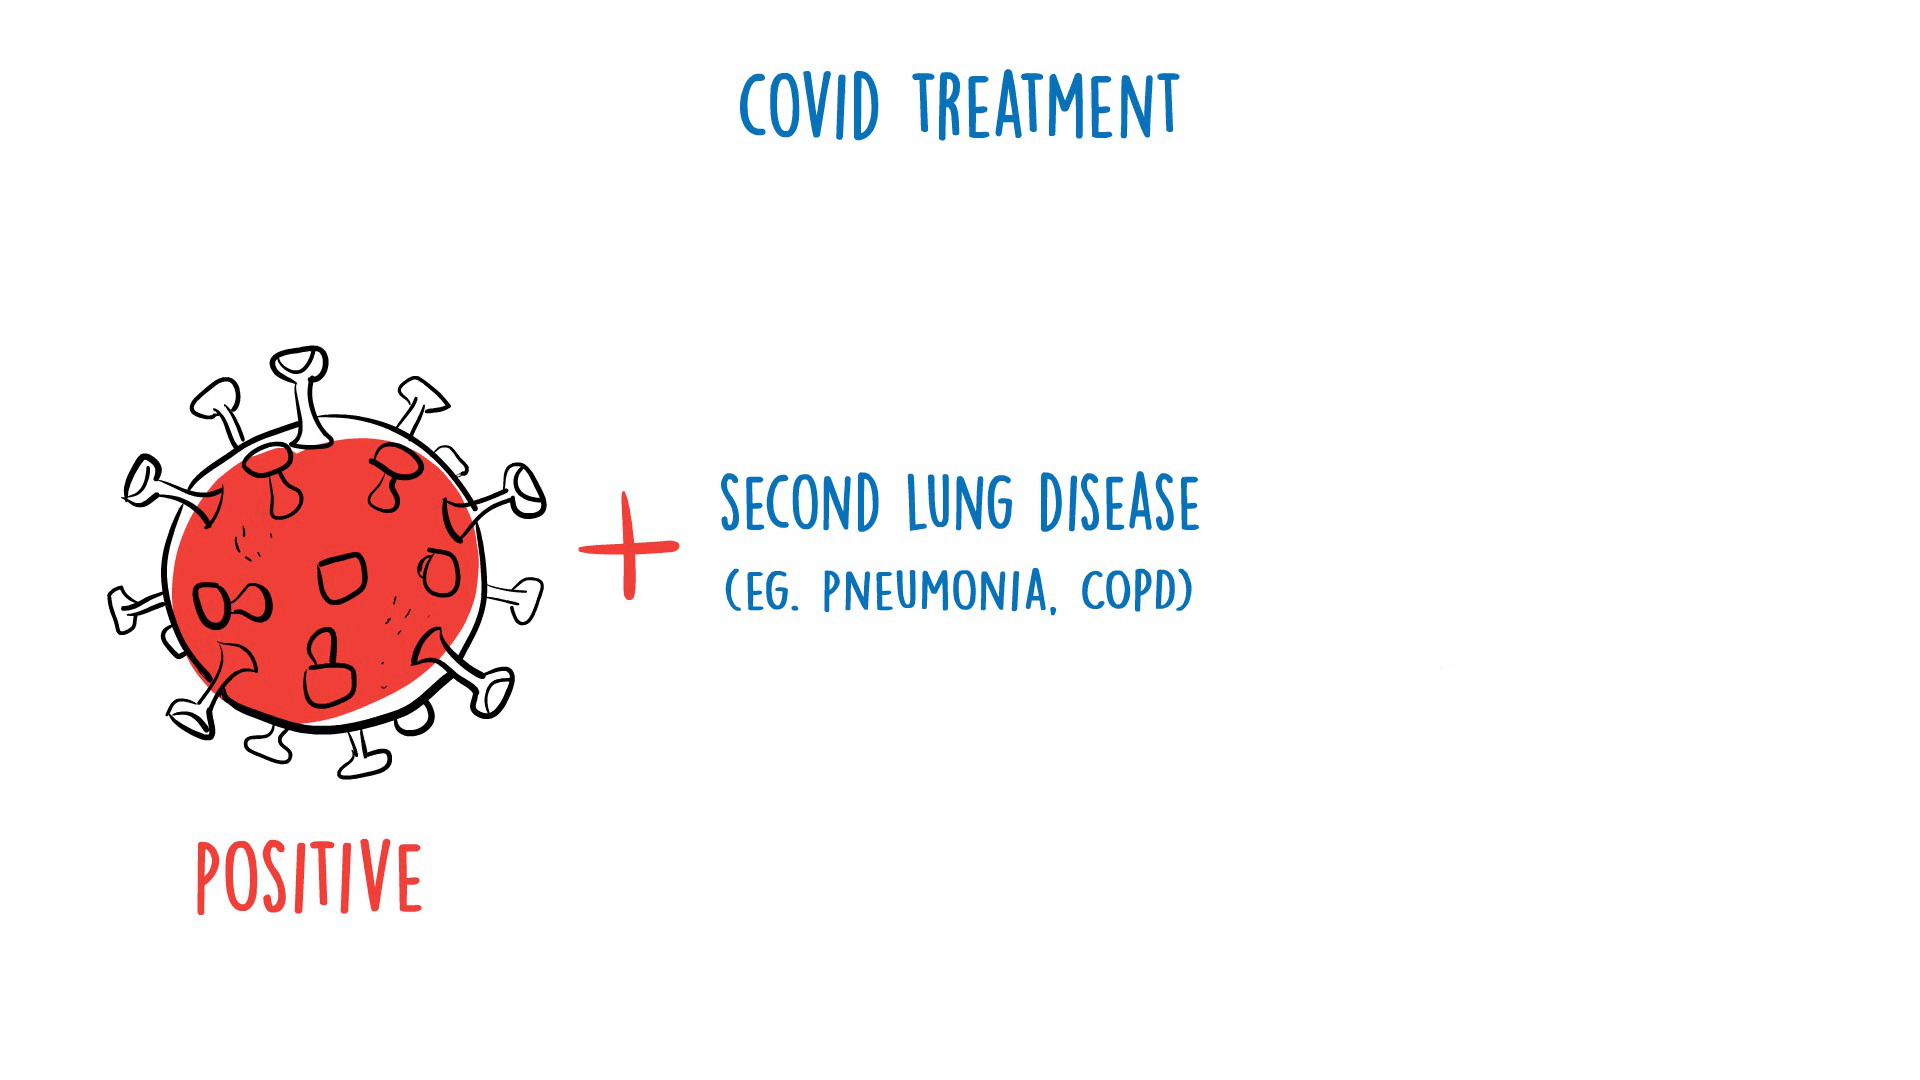 COVID TREATMENT
+ SECOND LUNG DISEASE
(EG. PNEUMONIA, COPD)
POSITIVE